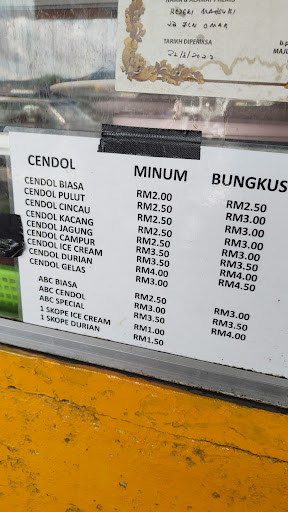 REZEKI MAHSURI
JLN OMAR
TARIKH DIPERIKSA
CENDOL MINUM BUNGKUS
CENDOL BIASA RM2.00 RM2.50
CENDOL PULUT RM2.50 RM3.00
CENDOL CINCAU RM2.50 RM3.00
CENDOL KACANG RM2.50 RM3.00
CENDOL JAGUNG RM2.50 RM3.00
CENDOL CAMPUR RM3.00 RM3.50
CENDOL ICE CREAM RM3.50 RM4.00
CENDOL DURIAN RM4.00 RM4.50
CENDOL GELAS RM3.00
ABC BIASA RM2.50 RM3.00
ABC CENDOL RM3.00 RM3.50
ABC SPECIAL RM3.50 RM4.00
1 SKOPE ICE CREAM RM1.00
1 SKOPE DURIAN RM1.50